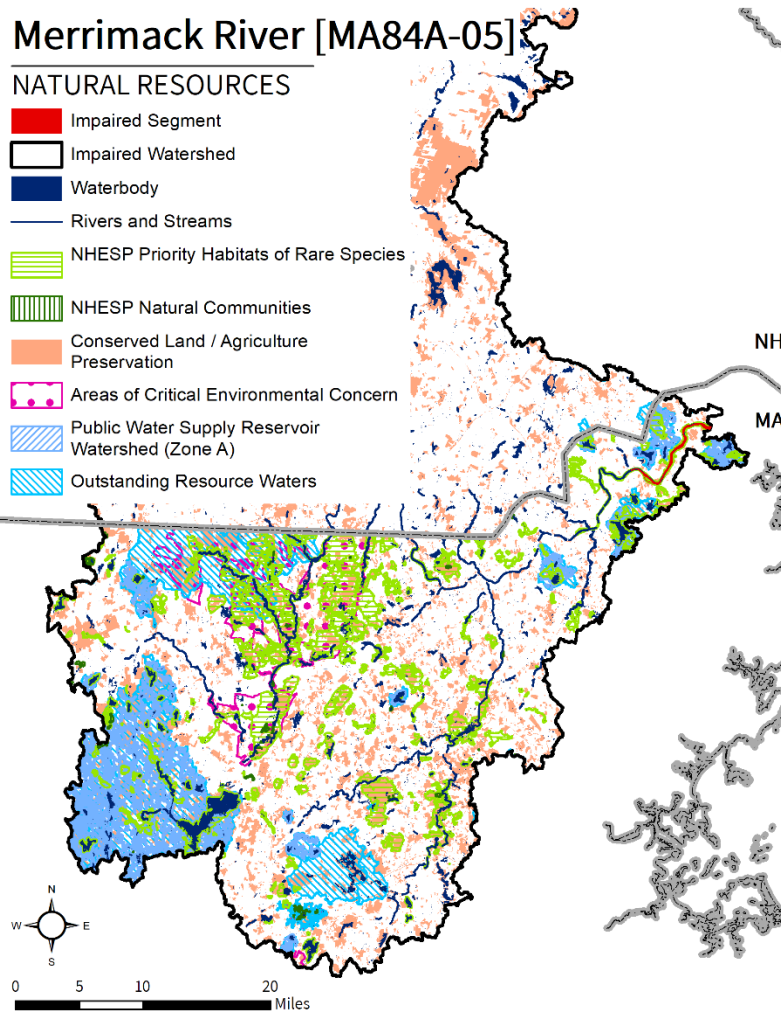 Merrimack River [MA84A-05]
NATURAL RESOURCES
Impaired Segment
Impaired Watershed
Waterbody
Rivers and Streams
NHESP Priority Habitats of Rare Species
NHESP Natural Communities
Conserved Land / Agriculture
Preservation
Areas of Critical Environmental Concern
Public Water Supply Reservoir
Watershed (Zone A)
Outstanding Resource Waters
NH
MA
N
W E
S
0 5 10 20
Miles